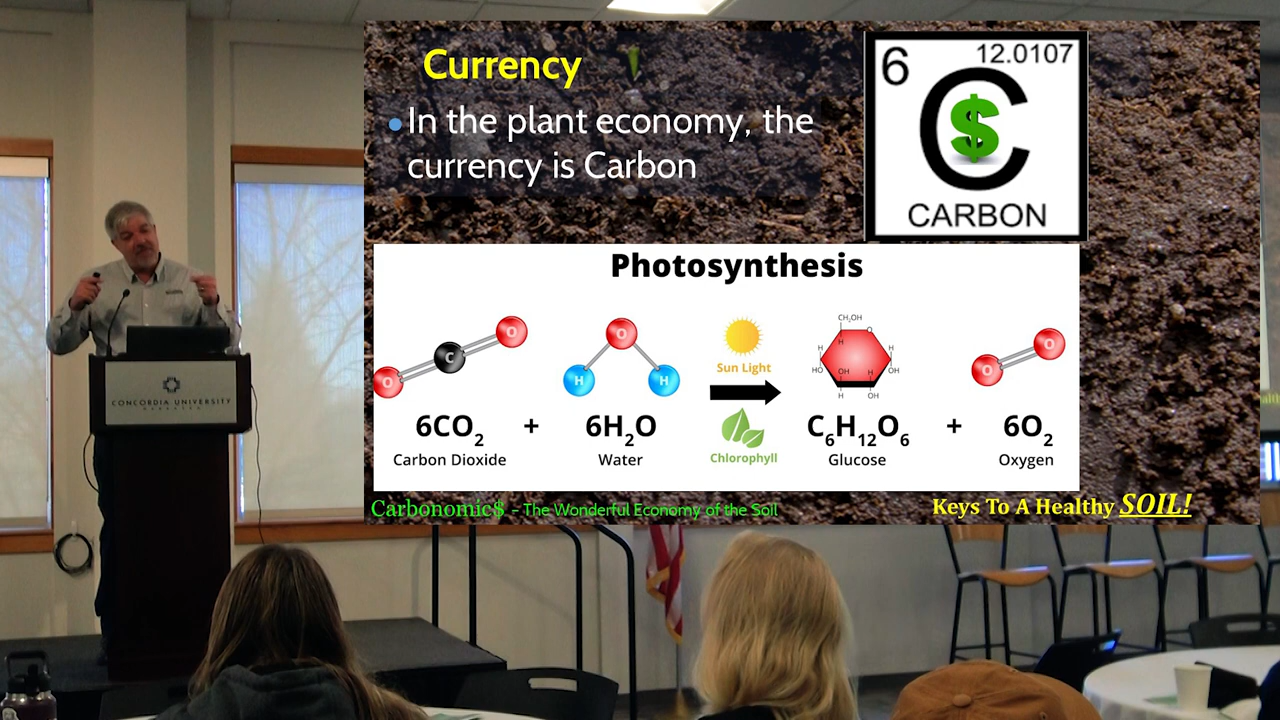 Currency
In the plant economy, the
currency is Carbon
6 12.0107
C
$
CARBON
Photosynthesis
O C O
O
H H
Sun Light
CH₂OH
O
H H H
HO OH H OH
H OH
O O
6CO₂ + 6H₂O C₆H₁₂O₆ + 6O₂
Chlorophyll
Carbon Dioxide Water Glucose Oxygen
Carbonomic$ - The Wonderful Economy of the Soil
Keys To A Healthy SOIL!
CONCORDIA UNIVERSITY